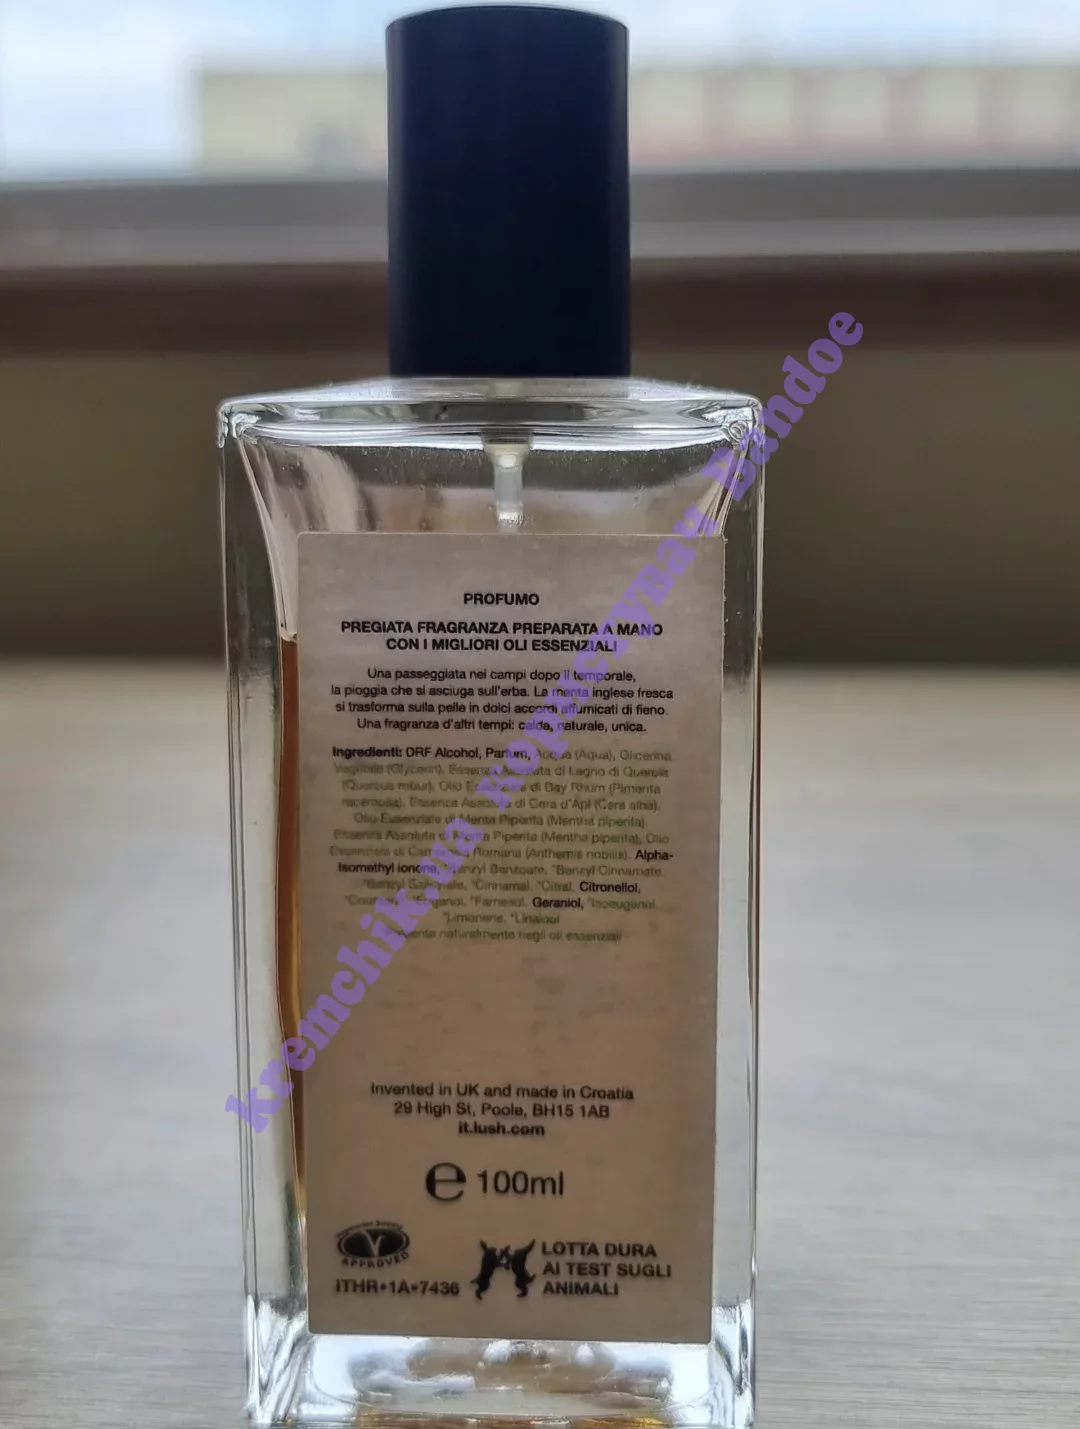 PROFUMO
PREGIATA FRAGRANZA PREPARATA A MANO
CON I MIGLIORI OLI ESSENZIALI
Una passeggiata nei campi dopo il temporale,
la pioggia che si asciuga sull'erba. La menta inglese fresca
si trasforma sulla pelle in dolci accordi affumicati di fieno.
Una fragranza d'altri tempi: calda, naturale, unica.
Ingredienti: DRF Alcohol, Parfum, Acqua (Aqua), Glicerina
Vegetale (Glycerin), Essenza Assoluta di Legno di Quercia
(Quercus robur), Olio Essenziale di Bay Rhum (Pimenta
racemosa), Essenza Assoluta di Cera d'Api (Cera alba),
Olio Essenziale di Menta Piperita (Mentha piperita),
Essenza Assoluta di Menta Piperita (Mentha piperita), Olio
Essenziale di Camomilla Romana (Anthemis nobilis), Alpha-
Isomethyl ionone, *Benzyl Benzoate, *Benzyl Cinnamate,
*Benzyl Salicylate, *Cinnamal, *Citral, Citronellol,
*Eugenol, *Farnesol, Geraniol, *Isoeugenol,
*Limonene, *Linalool
naturalmente negli oli essenziali
Invented in UK and made in Croatia
29 High St, Poole, BH15 1AB
it.lush.com
e 100ml
APPROVED
ITHR•1A•7436
LOTTA DURA
AI TEST SUGLI
ANIMALI
kremchik.ua Користувач Bandoe